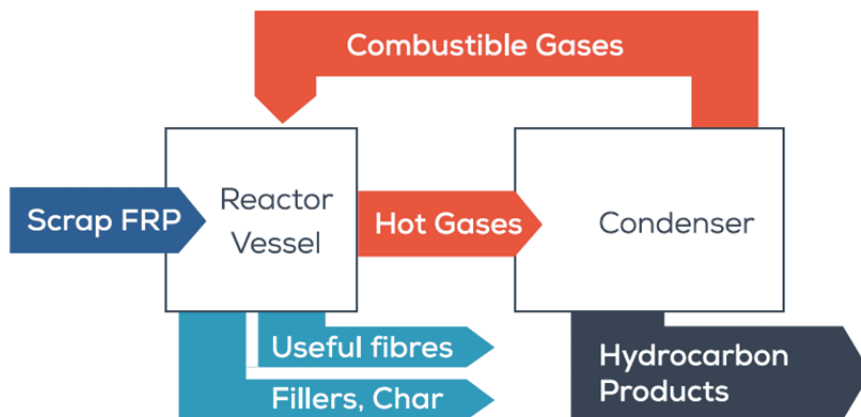 Combustible Gases
Scrap FRP
Reactor
Vessel
Hot Gases
Condenser
Useful fibres
Fillers, Char
Hydrocarbon
Products